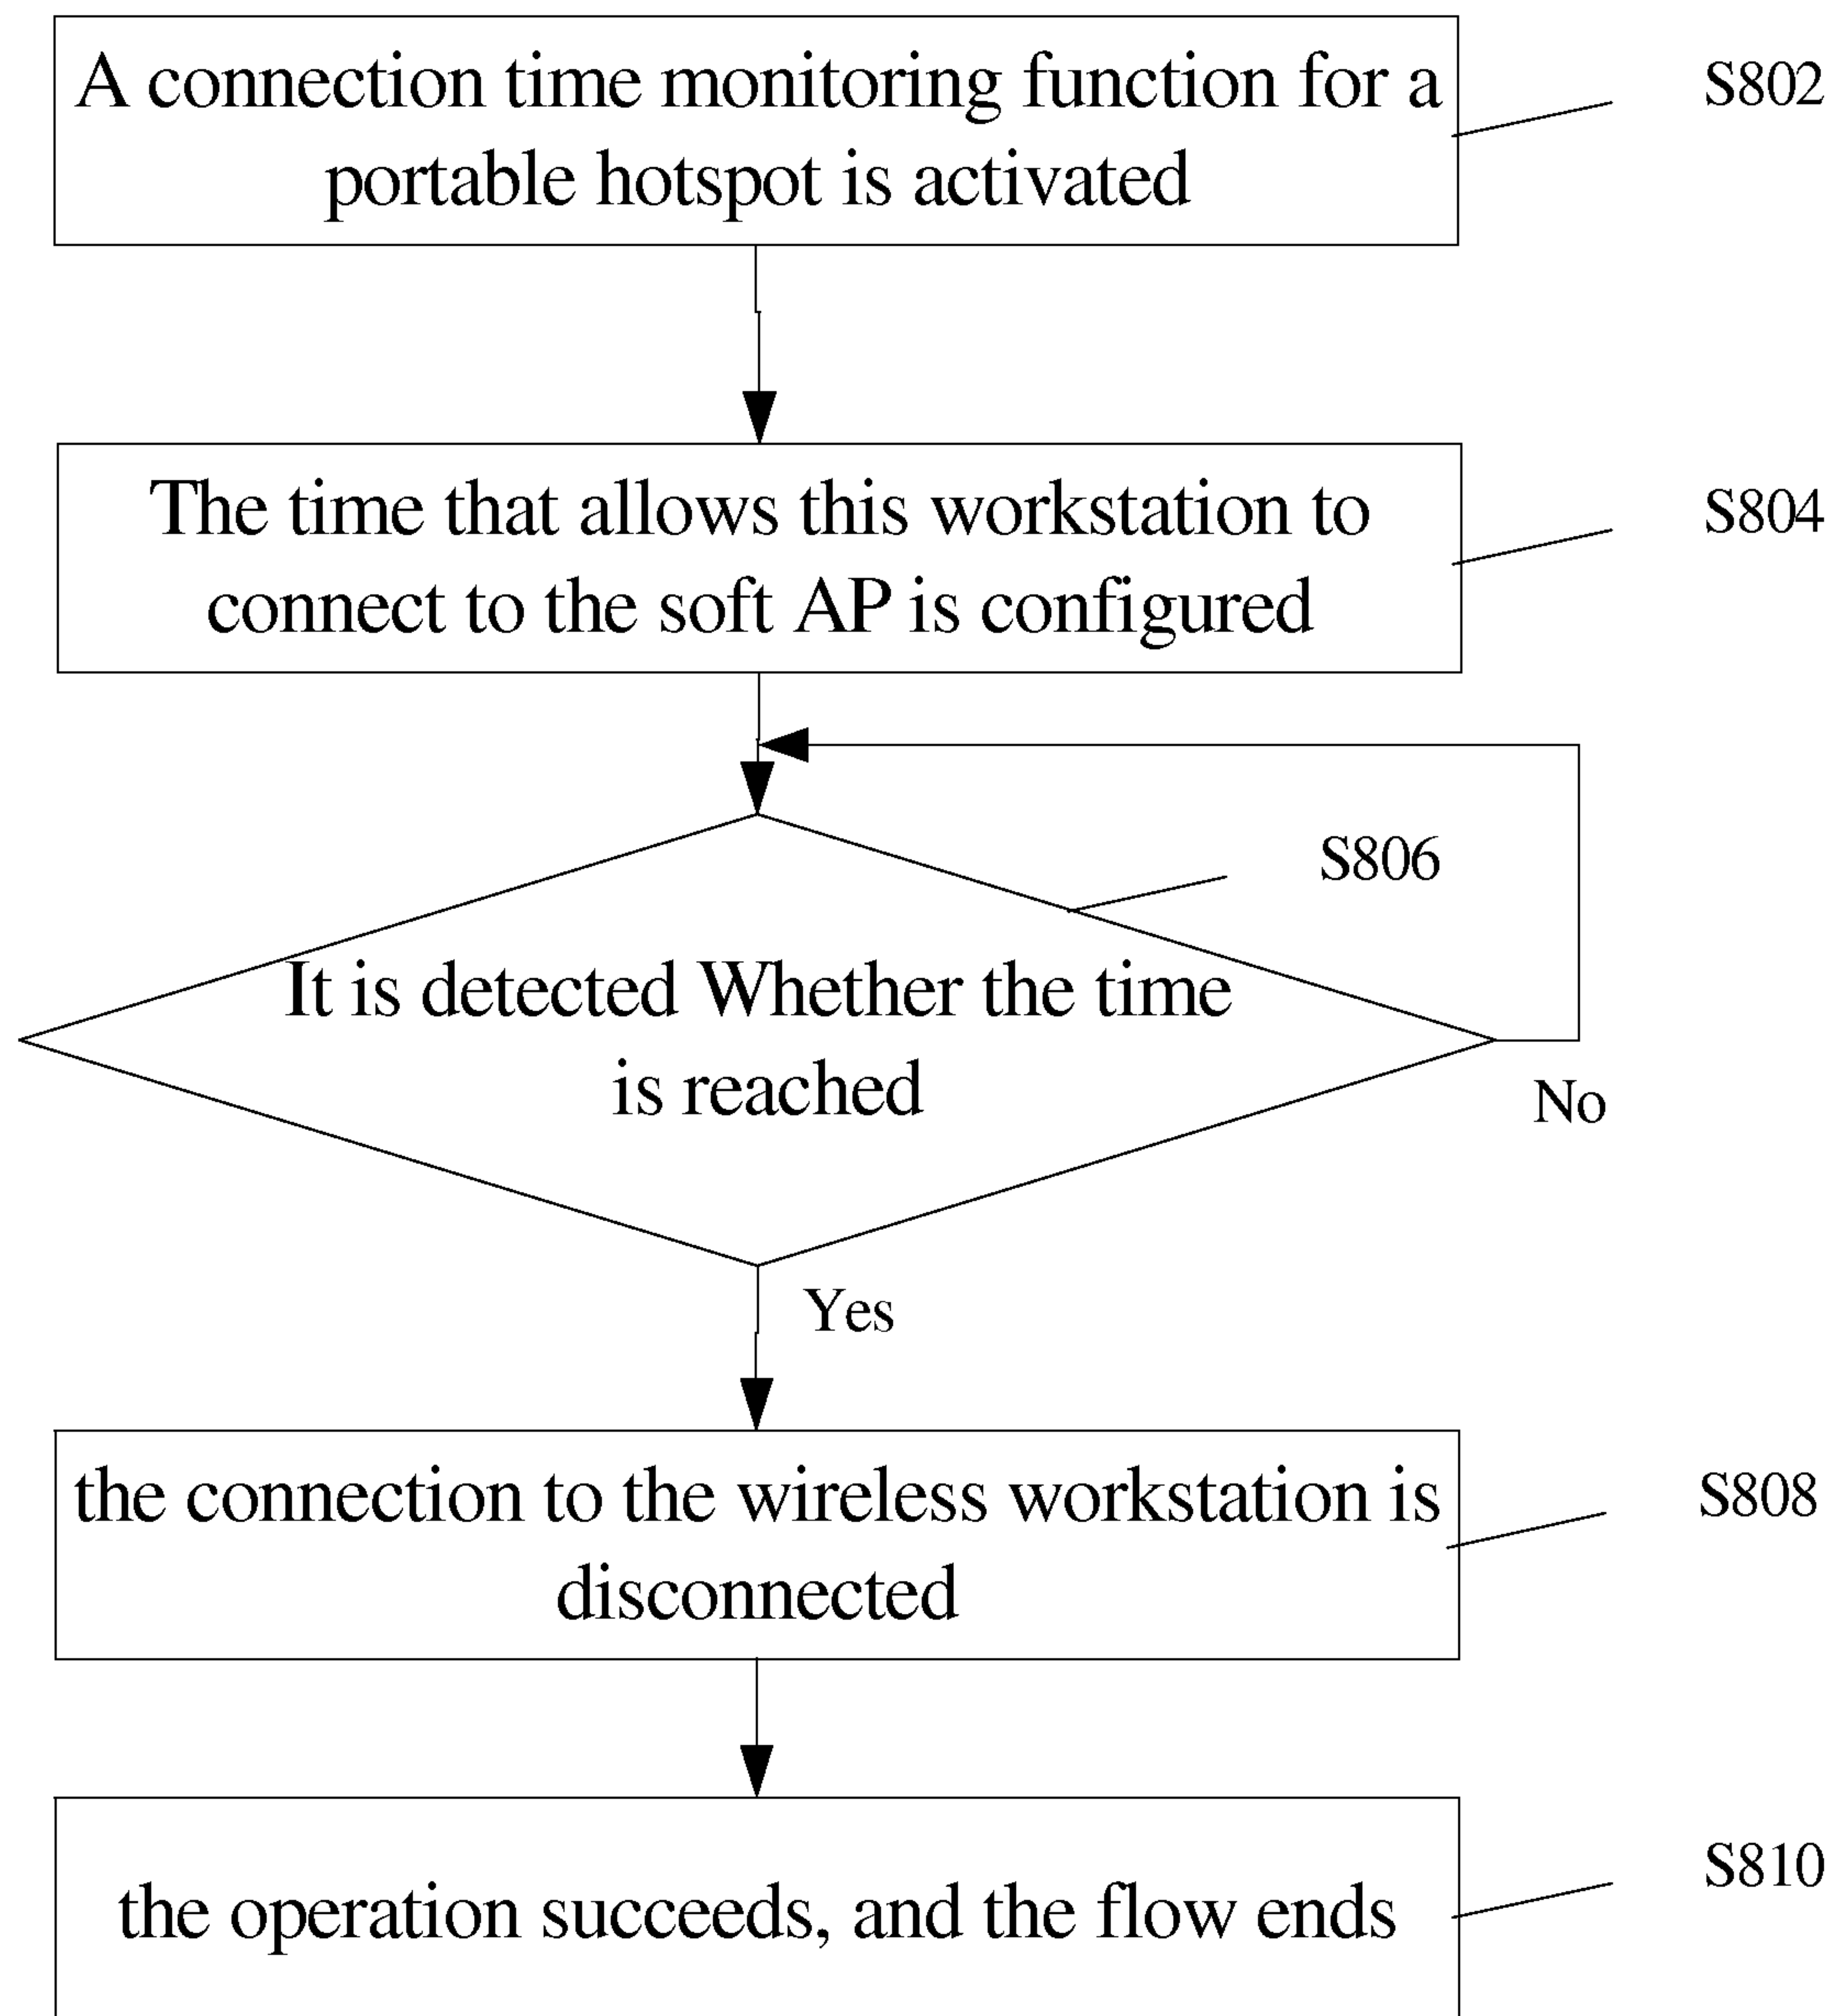 A connection time monitoring function for a
portable hotspot is activated
S802
The time that allows this workstation to
connect to the soft AP is configured
S804
S806
It is detected Whether the time
is reached
No
Yes
the connection to the wireless workstation is
disconnected
S808
the operation succeeds, and the flow ends
S810